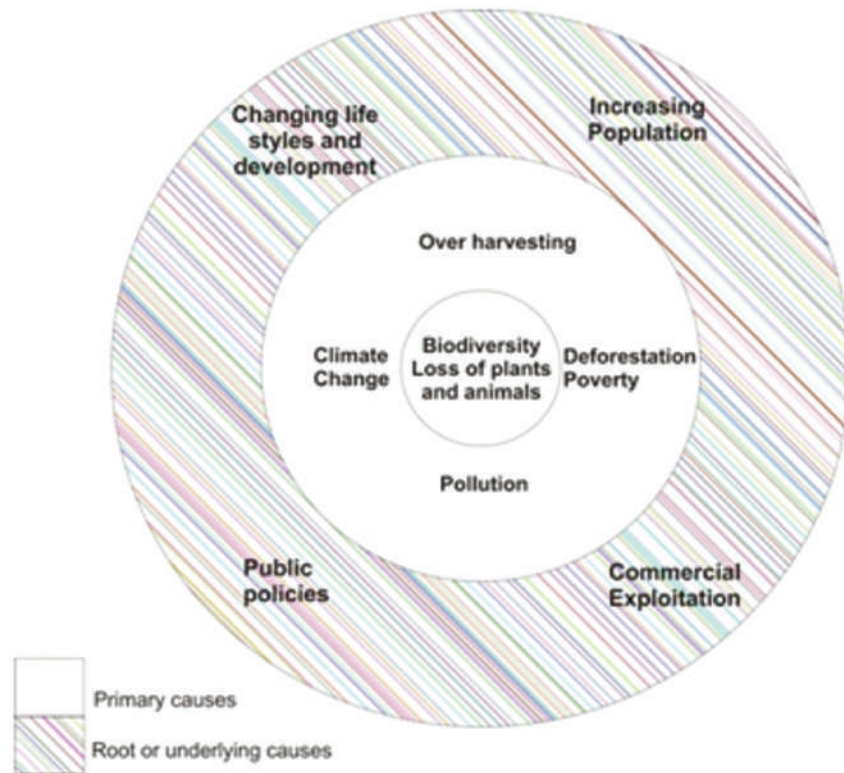 Changing life
styles and
development
Increasing
Population
Over harvesting
Climate
Change
Biodiversity
Loss of plants
and animals
Deforestation
Poverty
Pollution
Public
policies
Commercial
Exploitation
Primary causes
Root or underlying causes